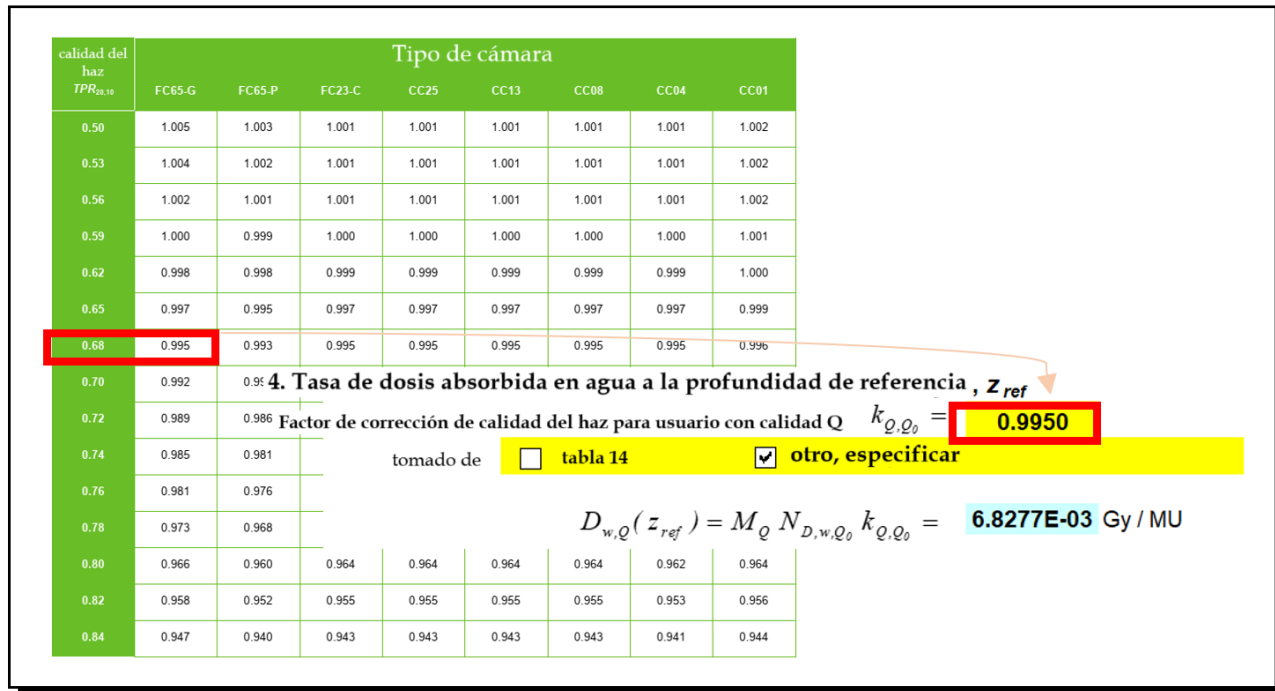 calidad del haz TPR20,10
Tipo de cámara
FC65-G FC65-P FC23-C CC25 CC13 CC08 CC04 CC01
0.50 1.005 1.003 1.001 1.001 1.001 1.001 1.001 1.002
0.53 1.004 1.002 1.001 1.001 1.001 1.001 1.001 1.002
0.56 1.002 1.001 1.001 1.001 1.001 1.001 1.001 1.002
0.59 1.000 0.999 1.000 1.000 1.000 1.000 1.000 1.001
0.62 0.998 0.998 0.999 0.999 0.999 0.999 0.999 1.000
0.65 0.997 0.995 0.997 0.997 0.997 0.997 0.997 0.999
0.68 0.995 0.993 0.995 0.995 0.995 0.995 0.995 0.996
0.70 0.992
4. Tasa de dosis absorbida en agua a la profundidad de referencia , z ref
0.72 0.989 0.986
Factor de corrección de calidad del haz para usuario con calidad Q k Q,Q0 = 0.9950
0.74 0.985 0.981
tomado de tabla 14 otro, especificar
0.76 0.981 0.976
0.78 0.973 0.968
D w,Q ( z ref ) = M Q N D,w,Q0 k Q,Q0 = 6.8277E-03 Gy / MU
0.80 0.966 0.960 0.964 0.964 0.964 0.964 0.962 0.964
0.82 0.958 0.952 0.955 0.955 0.955 0.955 0.953 0.956
0.84 0.947 0.940 0.943 0.943 0.943 0.943 0.941 0.944